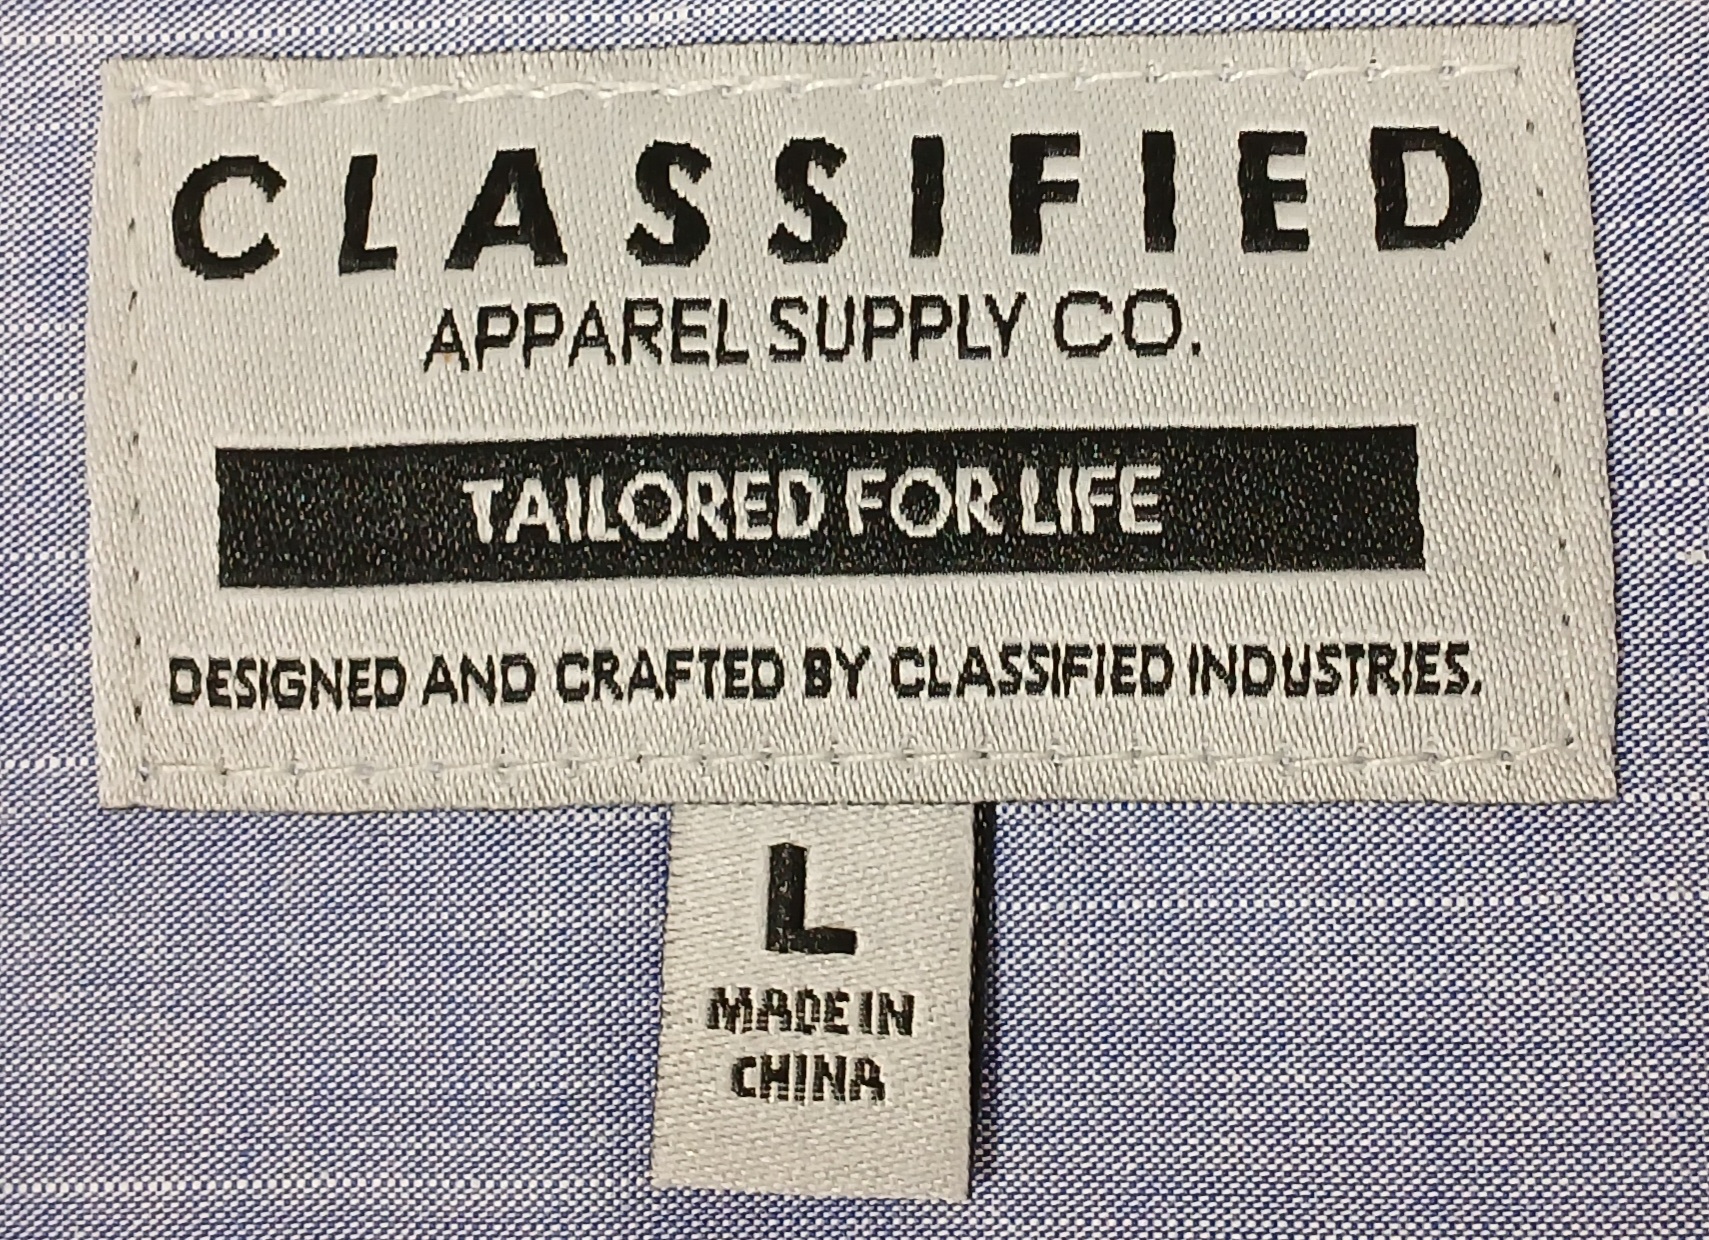 CLASSIFIED
APPAREL SUPPLY CO.
TAILORED FOR LIFE
DESIGNED AND CRAFTED BY CLASSIFIED INDUSTRIES.
L
MADE IN
CHINA